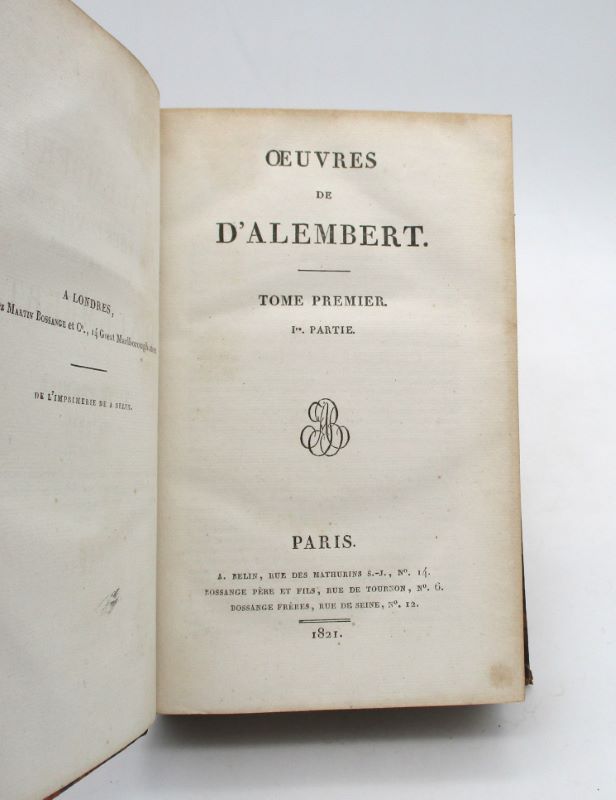 A LONDRES,
MARTIN BOSSANGE et Cº., 14 Great Marlborough
DE L'IMPRIMERIE DE A BELIN.
ŒUVRES
DE
D'ALEMBERT.
TOME PREMIER.
Iʳᵉ. PARTIE.
PARIS.
A. BELIN, RUE DES MATHURINS S.-J., Nº. 14.
BOSSANGE PÈRE ET FILS, RUE DE TOURNON, Nº. 6.
BOSSANGE FRÈRES, RUE DE SEINE, Nº. 12.
1821.